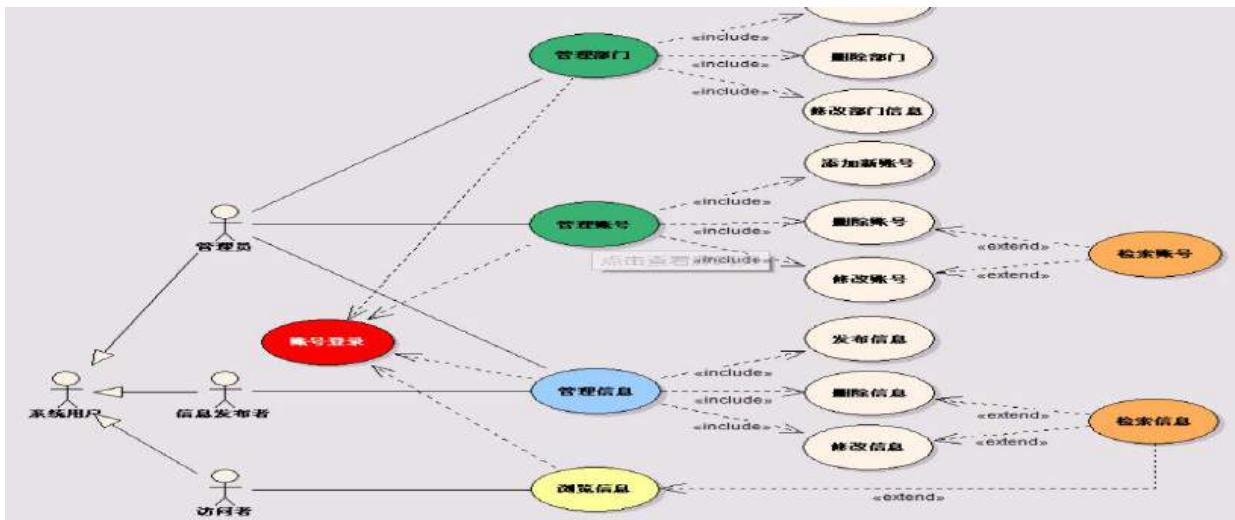 «include»
管理部门
«include»
删除部门
«include»
修改部门信息
添加新账号
«include»
管理账号
删除账号
«include»
管理员
«extend»
检索账号
点击查看
«include»
«extend»
修改账号
账号登录
发布信息
«include»
管理信息
删除信息
«include»
系统用户
信息发布者
«extend»
检索信息
«include»
«extend»
修改信息
浏览信息
«extend»
访问者